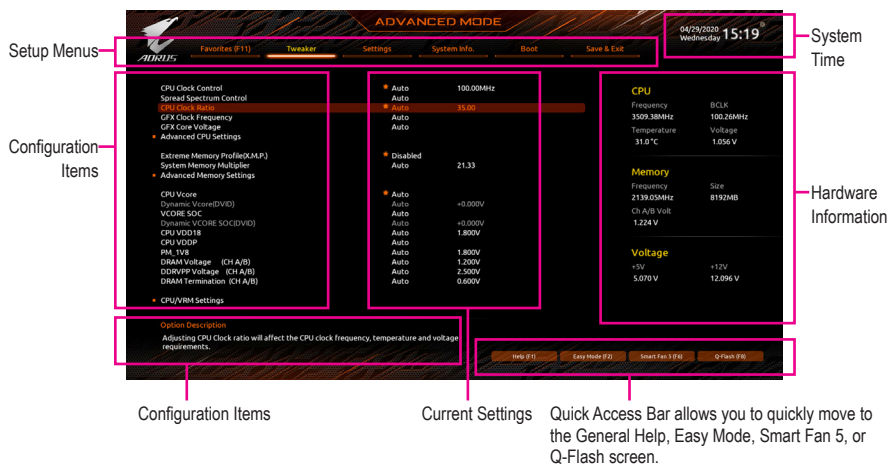 ADVANCED MODE
04/29/2020
Wednesday 15:19
System
Time
Setup Menus
AORUS
Favorites (F11) Tweaker Settings System Info. Boot Save & Exit
Configuration
Items
CPU Clock Control Auto 100.00MHz
Spread Spectrum Control Auto
CPU Clock Ratio Auto 35.00
GFX Clock Frequency Auto
GFX Core Voltage Auto
Advanced CPU Settings
Extreme Memory Profile(X.M.P.) Disabled
System Memory Multiplier Auto 21.33
Advanced Memory Settings
CPU Vcore Auto
Dynamic Vcore(DVID) Auto +0.000V
VCORE SOC Auto
Dynamic VCORE SOC(DVID) Auto +0.000V
CPU VDD18 Auto 1.800V
CPU VDDP Auto
PM_1V8 Auto 1.800V
DRAM Voltage (CH A/B) Auto 1.200V
DDRVPP Voltage (CH A/B) Auto 2.500V
DRAM Termination (CH A/B) Auto 0.600V
CPU/VRM Settings
CPU
Frequency BCLK
3509.38MHz 100.26MHz
Temperature Voltage
31.0 °C 1.056 V
Memory
Frequency Size
2139.05MHz 8192MB
Ch A/B Volt
1.224 V
Voltage
+5V +12V
5.070 V 12.096 V
Hardware
Information
Option Description
Adjusting CPU Clock ratio will affect the CPU clock frequency, temperature and voltage
requirements.
Help (F1) Easy Mode (F2) Smart Fan 5 (F6) Q-Flash (F8)
Configuration Items
Current Settings
Quick Access Bar allows you to quickly move to
the General Help, Easy Mode, Smart Fan 5, or
Q-Flash screen.